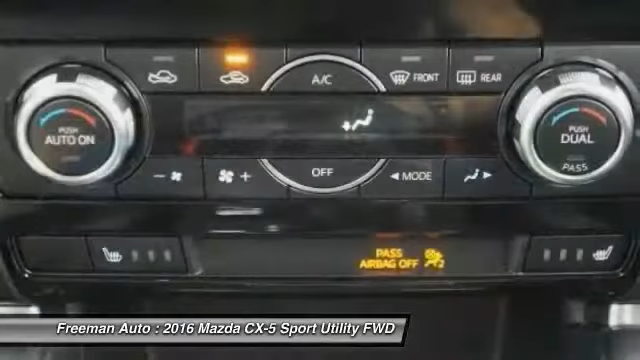 A/C
FRONT
REAR
PUSH
AUTO ON
PUSH
DUAL
PASS
OFF
MODE
PASS
AIRBAG OFF
2
Freeman Auto : 2016 Mazda CX-5 Sport Utility FWD